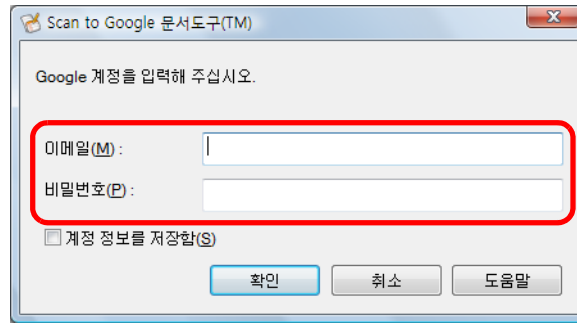 Scan to Google 문서도구(TM)
Google 계정을 입력해 주십시오.
이메일(M) :
비밀번호(P) :
계정 정보를 저장함(S)
확인 취소 도움말